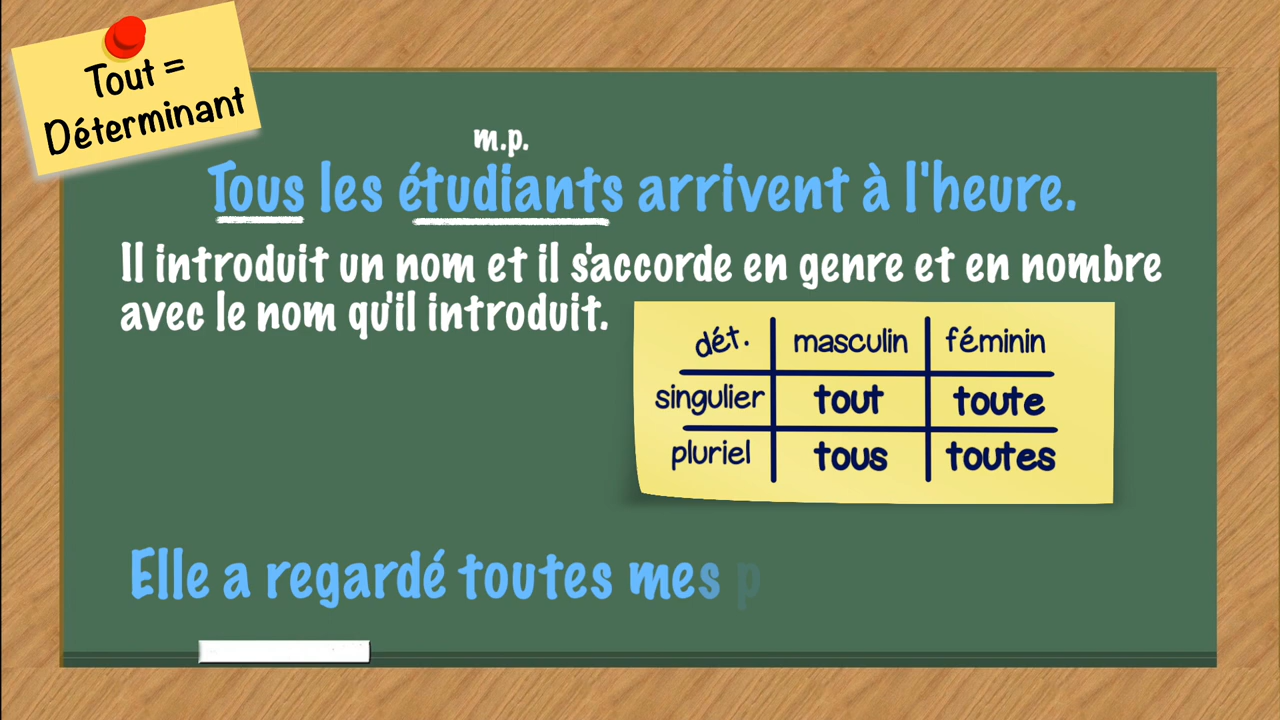 Tout =
Déterminant
m.p.
Tous les étudiants arrivent à l'heure.
Il introduit un nom et il s'accorde en genre et en nombre
avec le nom qu'il introduit.
dét. masculin féminin
singulier tout toute
pluriel tous toutes
Elle a regardé toutes mes p